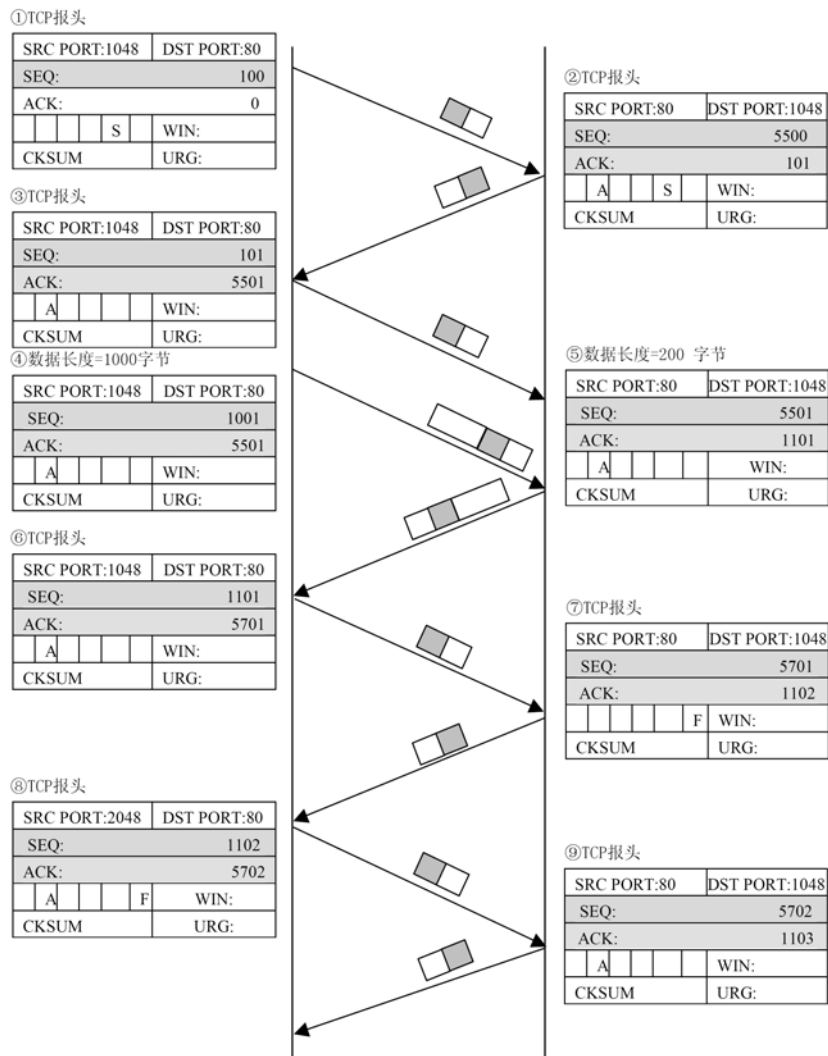 ①TCP报头
SRC PORT:1048 DST PORT:80
SEQ: 100
ACK: 0
S WIN:
CKSUM URG:
②TCP报头
SRC PORT:80 DST PORT:1048
SEQ: 5500
ACK: 101
A S WIN:
CKSUM URG:
③TCP报头
SRC PORT:1048 DST PORT:80
SEQ: 101
ACK: 5501
A WIN:
CKSUM URG:
④数据长度=1000字节
SRC PORT:1048 DST PORT:80
SEQ: 1001
ACK: 5501
A WIN:
CKSUM URG:
⑤数据长度=200 字节
SRC PORT:80 DST PORT:1048
SEQ: 5501
ACK: 1101
A WIN:
CKSUM URG:
⑥TCP报头
SRC PORT:1048 DST PORT:80
SEQ: 1101
ACK: 5701
A WIN:
CKSUM URG:
⑦TCP报头
SRC PORT:80 DST PORT:1048
SEQ: 5701
ACK: 1102
F WIN:
CKSUM URG:
⑧TCP报头
SRC PORT:2048 DST PORT:80
SEQ: 1102
ACK: 5702
A F WIN:
CKSUM URG:
⑨TCP报头
SRC PORT:80 DST PORT:1048
SEQ: 5702
ACK: 1103
A WIN:
CKSUM URG: